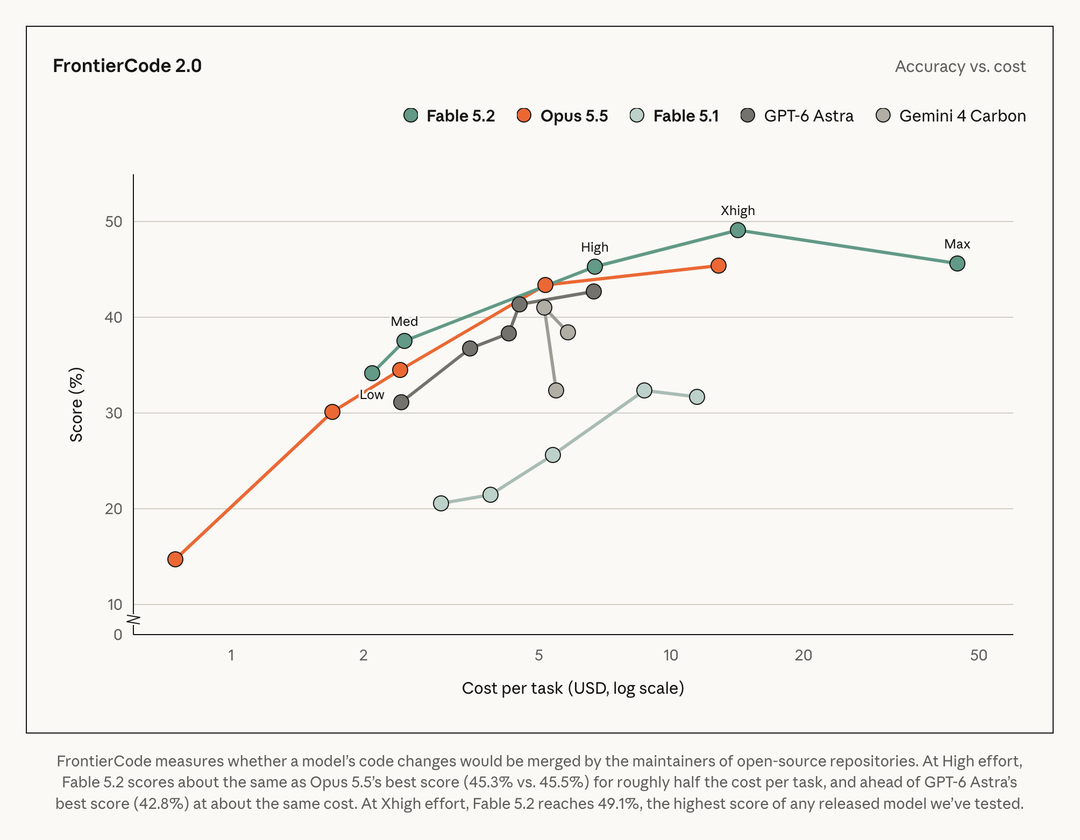 FrontierCode 2.0
Accuracy vs. cost
Fable 5.2 Opus 5.5 Fable 5.1 GPT-6 Astra Gemini 4 Carbon
Xhigh
50
High
Max
40
Med
Low
30
Score (%)
20
10
0
1 2 5 10 20 50
Cost per task (USD, log scale)
FrontierCode measures whether a model’s code changes would be merged by the maintainers of open-source repositories. At High effort,
Fable 5.2 scores about the same as Opus 5.5’s best score (45.3% vs. 45.5%) for roughly half the cost per task, and ahead of GPT-6 Astra’s
best score (42.8%) at about the same cost. At Xhigh effort, Fable 5.2 reaches 49.1%, the highest score of any released model we’ve tested.